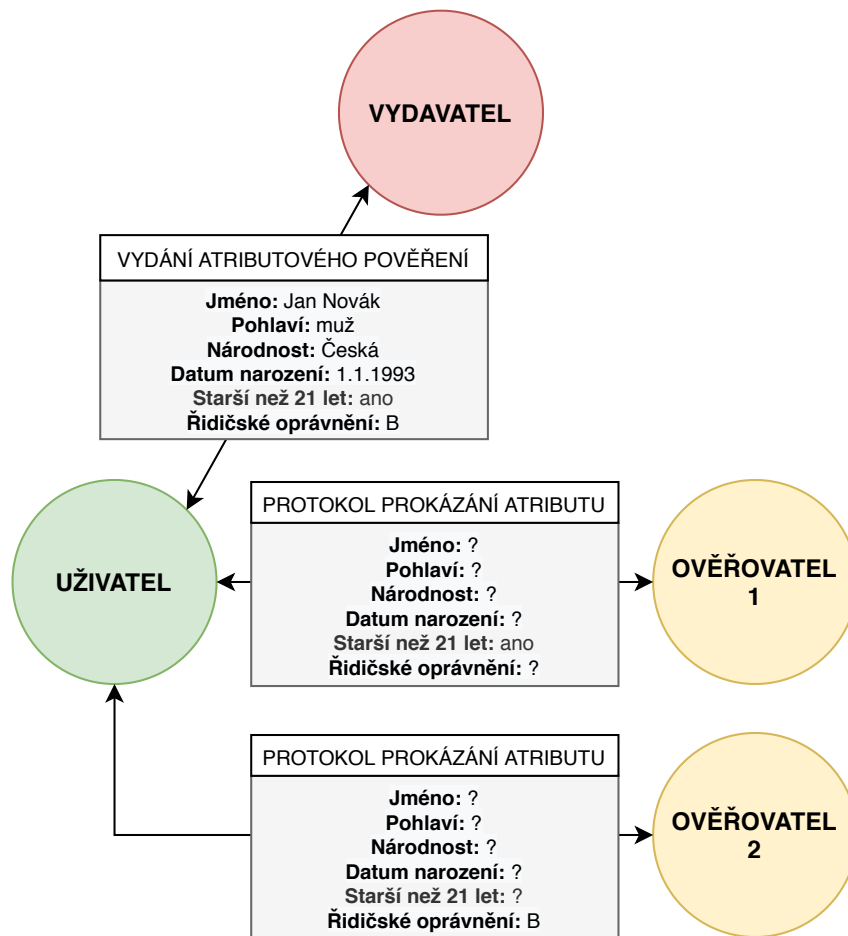 VYDAVATEL
VYDÁNÍ ATRIBUTOVÉHO POVĚŘENÍ
Jméno: Jan Novák
Pohlaví: muž
Národnost: Česká
Datum narození: 1.1.1993
Starší než 21 let: ano
Řidičské oprávnění: B
UŽIVATEL
PROTOKOL PROKÁZÁNÍ ATRIBUTU
Jméno: ?
Pohlaví: ?
Národnost: ?
Datum narození: ?
Starší než 21 let: ano
Řidičské oprávnění: ?
OVĚŘOVATEL
1
PROTOKOL PROKÁZÁNÍ ATRIBUTU
Jméno: ?
Pohlaví: ?
Národnost: ?
Datum narození: ?
Starší než 21 let: ?
Řidičské oprávnění: B
OVĚŘOVATEL
2